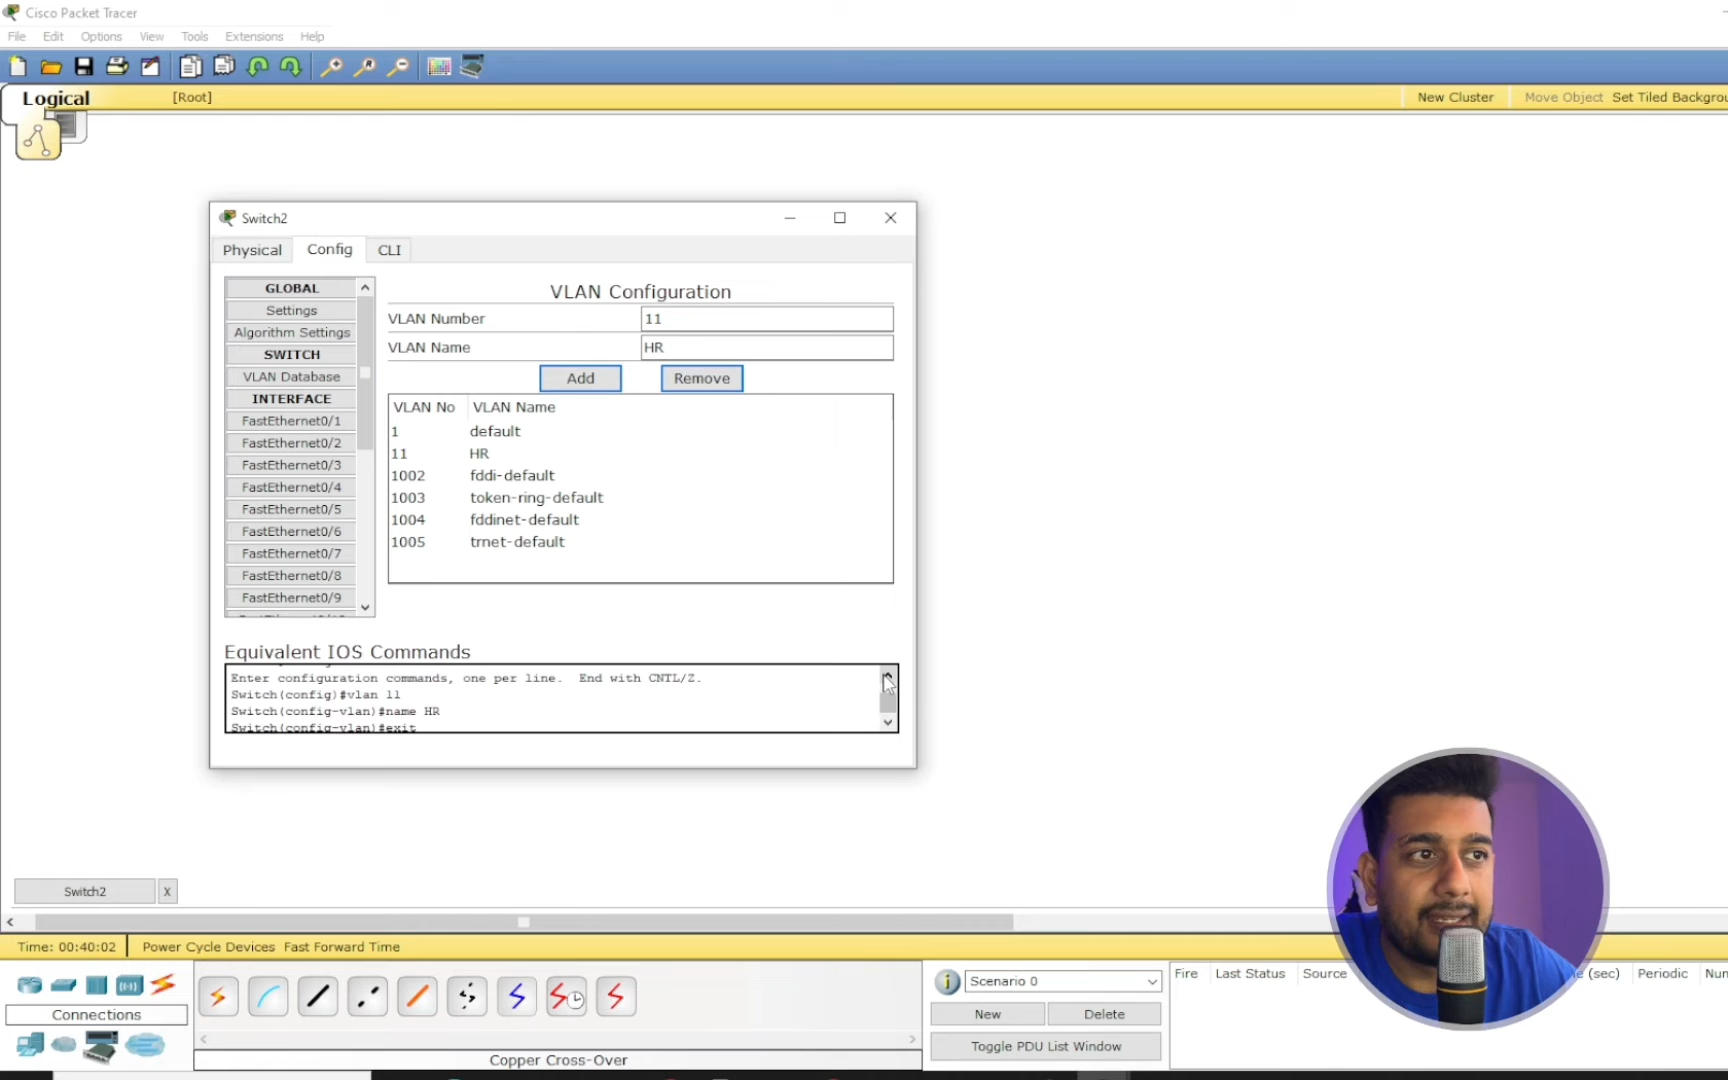 Cisco Packet Tracer
File Edit Options View Tools Extensions Help
Logical [Root] New Cluster Move Object Set Tiled Backgrou
Switch2
Physical Config CLI
GLOBAL
Settings
Algorithm Settings
SWITCH
VLAN Database
INTERFACE
FastEthernet0/1
FastEthernet0/2
FastEthernet0/3
FastEthernet0/4
FastEthernet0/5
FastEthernet0/6
FastEthernet0/7
FastEthernet0/8
FastEthernet0/9
VLAN Configuration
VLAN Number 11
VLAN Name HR
Add Remove
VLAN No VLAN Name
1 default
11 HR
1002 fddi-default
1003 token-ring-default
1004 fddinet-default
1005 trnet-default
Equivalent IOS Commands
Enter configuration commands, one per line. End with CNTL/Z.
Switch(config)#vlan 11
Switch(config-vlan)#name HR
Switch(config-vlan)#exit
Switch2 X
Time: 00:40:02 Power Cycle Devices Fast Forward Time
Connections
Copper Cross-Over
Scenario 0
New Delete
Toggle PDU List Window
Fire Last Status Source (sec) Periodic Num